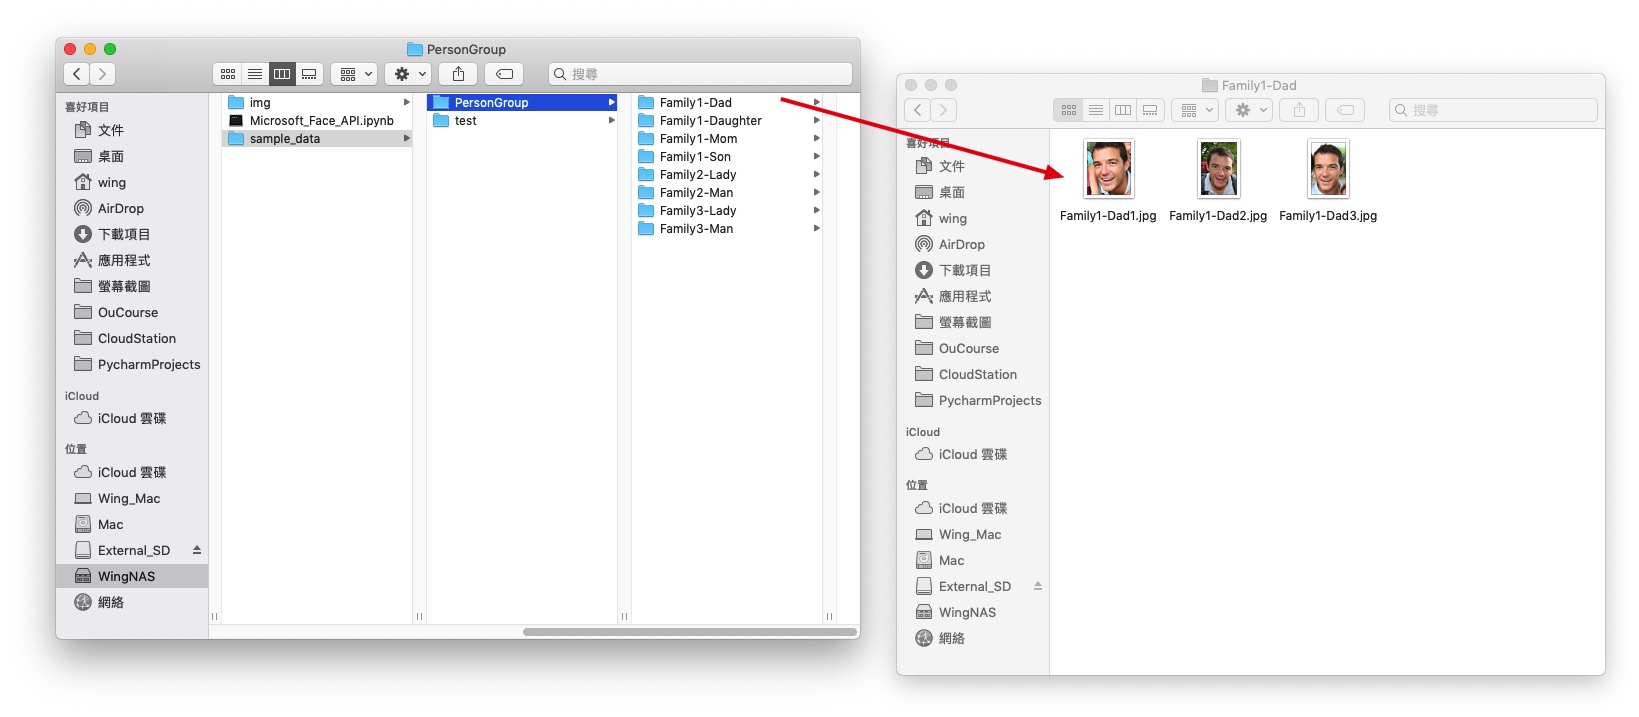 PersonGroup
搜尋
喜好項目
文件
桌面
wing
AirDrop
下載項目
應用程式
螢幕截圖
OuCourse
CloudStation
PycharmProjects
iCloud
iCloud 雲碟
位置
iCloud 雲碟
Wing_Mac
Mac
External_SD
WingNAS
網絡
img
Microsoft_Face_API.ipynb
sample_data
PersonGroup
test
Family1-Dad
Family1-Daughter
Family1-Mom
Family1-Son
Family2-Lady
Family2-Man
Family3-Lady
Family3-Man
Family1-Dad
搜尋
喜好項目
文件
桌面
wing
AirDrop
下載項目
應用程式
螢幕截圖
OuCourse
CloudStation
PycharmProjects
iCloud
iCloud 雲碟
位置
iCloud 雲碟
Wing_Mac
Mac
External_SD
WingNAS
網絡
Family1-Dad1.jpg Family1-Dad2.jpg Family1-Dad3.jpg